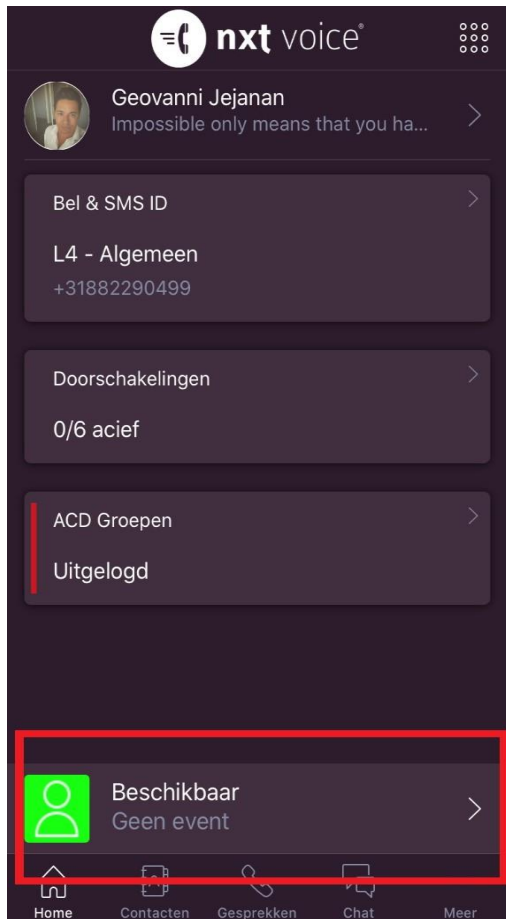 nxt voice®
Geovanni Jejanan
Impossible only means that you ha...
Bel & SMS ID
L4 - Algemeen
+31882290499
Doorschakelingen
0/6 acief
ACD Groepen
Uitgelogd
Beschikbaar
Geen event
Home Contacten Gesprekken Chat Meer